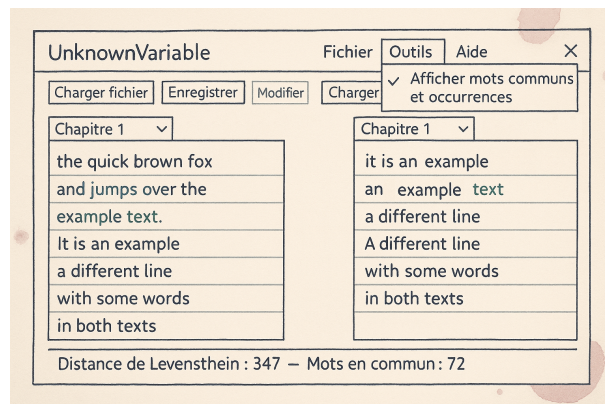 UnknownVariable Fichier Outils Aide ×
✓ Afficher mots communs
et occurrences
Charger fichier Enregistrer Modifier Charger
Chapitre 1
the quick brown fox
and jumps over the
example text.
It is an example
a different line
with some words
in both texts
Chapitre 1
it is an example
an example text
a different line
A different line
with some words
in both texts
Distance de Levensthein : 347 – Mots en commun : 72